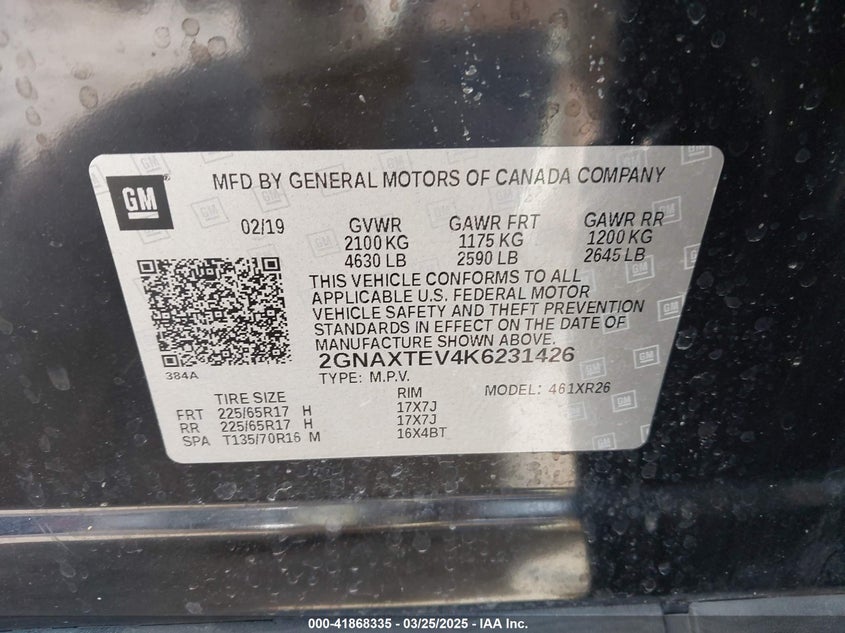 GM
MFD BY GENERAL MOTORS OF CANADA COMPANY
02/19 GVWR GAWR FRT GAWR RR
2100 KG 1175 KG 1200 KG
4630 LB 2590 LB 2645 LB
THIS VEHICLE CONFORMS TO ALL
APPLICABLE U.S. FEDERAL MOTOR
VEHICLE SAFETY AND THEFT PREVENTION
STANDARDS IN EFFECT ON THE DATE OF
MANUFACTURE SHOWN ABOVE.
384A
2GNAXTEV4K6231426
TYPE: M.P.V. MODEL: 461XR26
TIRE SIZE RIM
FRT 225/65R17 H 17X7J
RR 225/65R17 H 17X7J
SPA T135/70R16 M 16X4BT
000-41868335 - 03/25/2025 - IAA Inc.